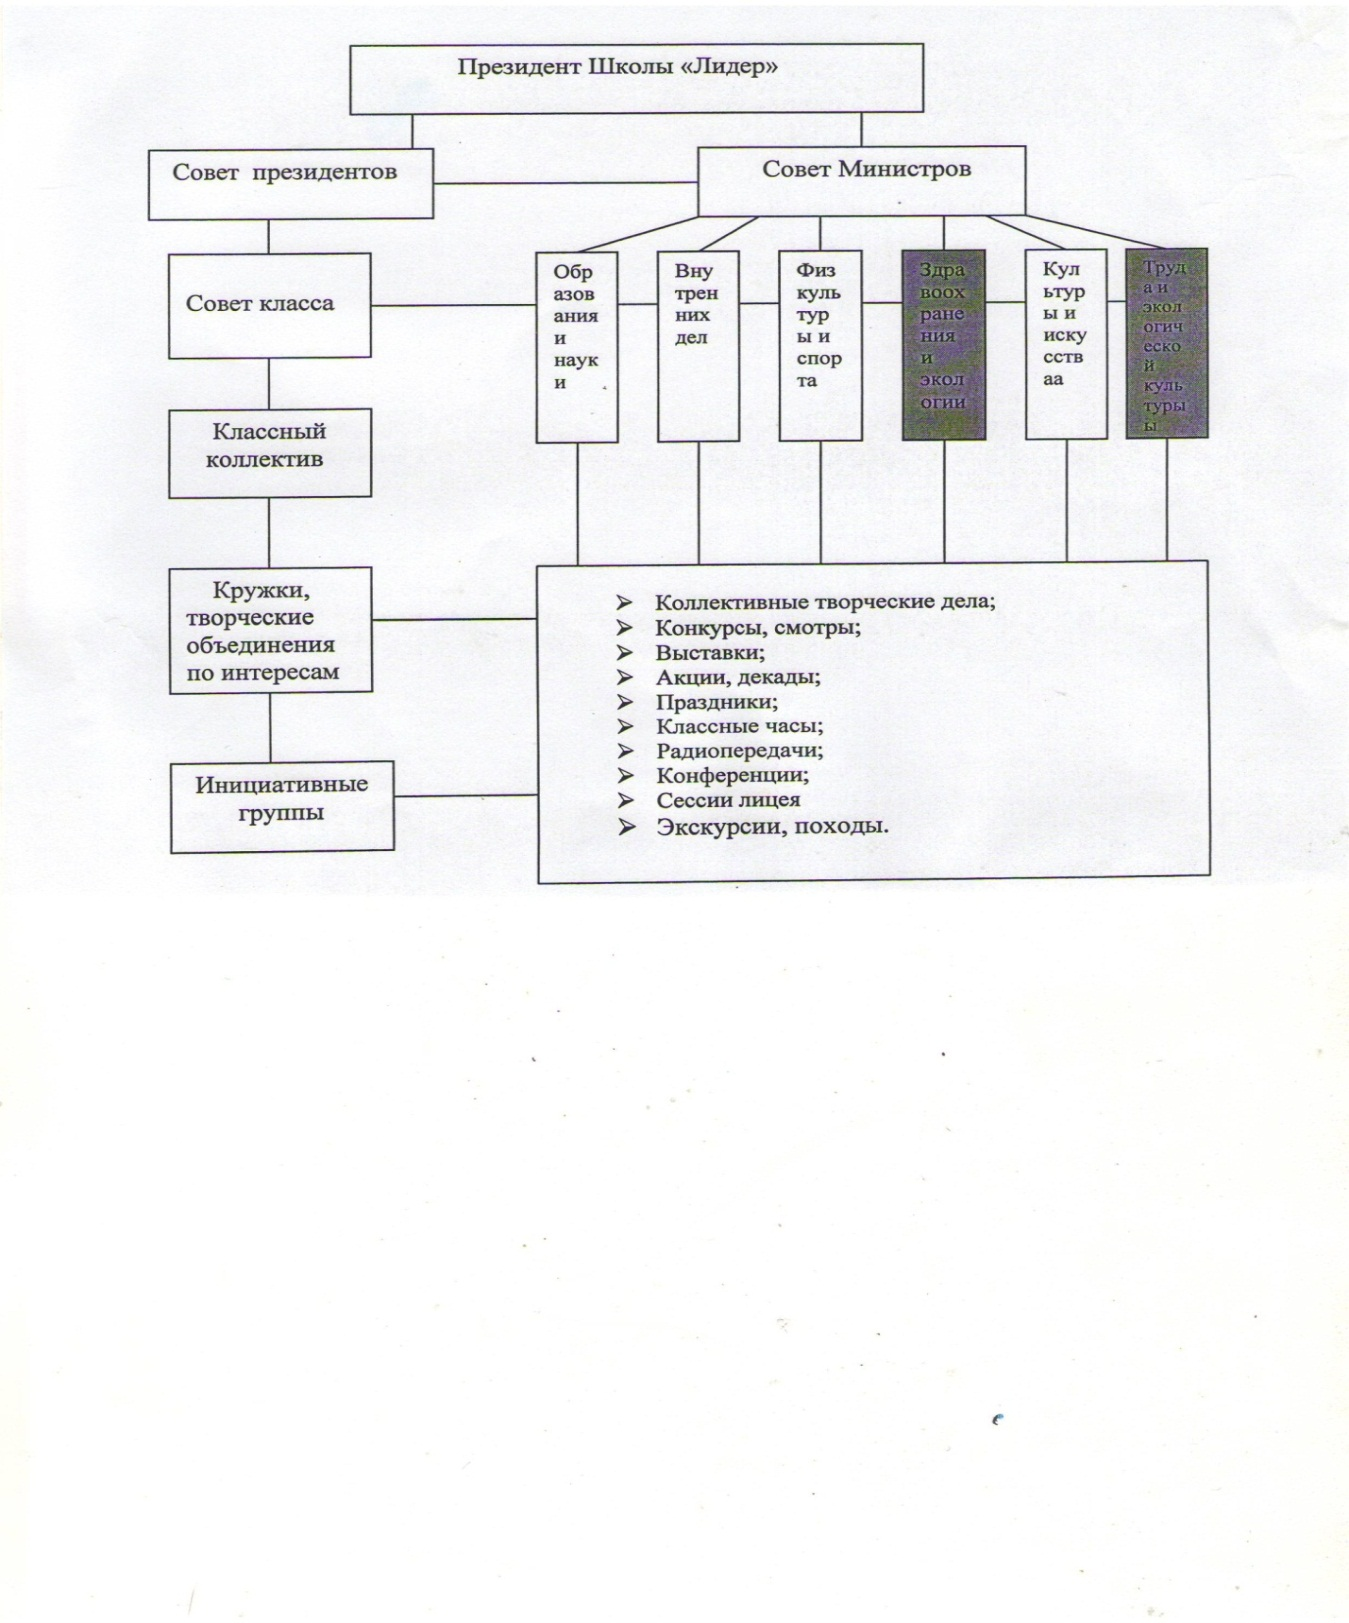 Президент Школы «Лидер»
Совет президентов
Совет Министров
Совет класса
Обр
азов
ания
и
наук
и
Вну
трен
них
дел
Физ
куль
тур
ы и
спор
та
Здра
воох
ране
ния
и
экол
огии
Кул
ьтур
ы и
иску
сств
аа
Труд
а и
экол
огич
еско
й
куль
туры
ы
Классный
коллектив
Кружки,
творческие
объединения
по интересам
Инициативные
группы
➢ Коллективные творческие дела;
➢ Конкурсы, смотры;
➢ Выставки;
➢ Акции, декады;
➢ Праздники;
➢ Классные часы;
➢ Радиопередачи;
➢ Конференции;
➢ Сессии лицея
➢ Экскурсии, походы.